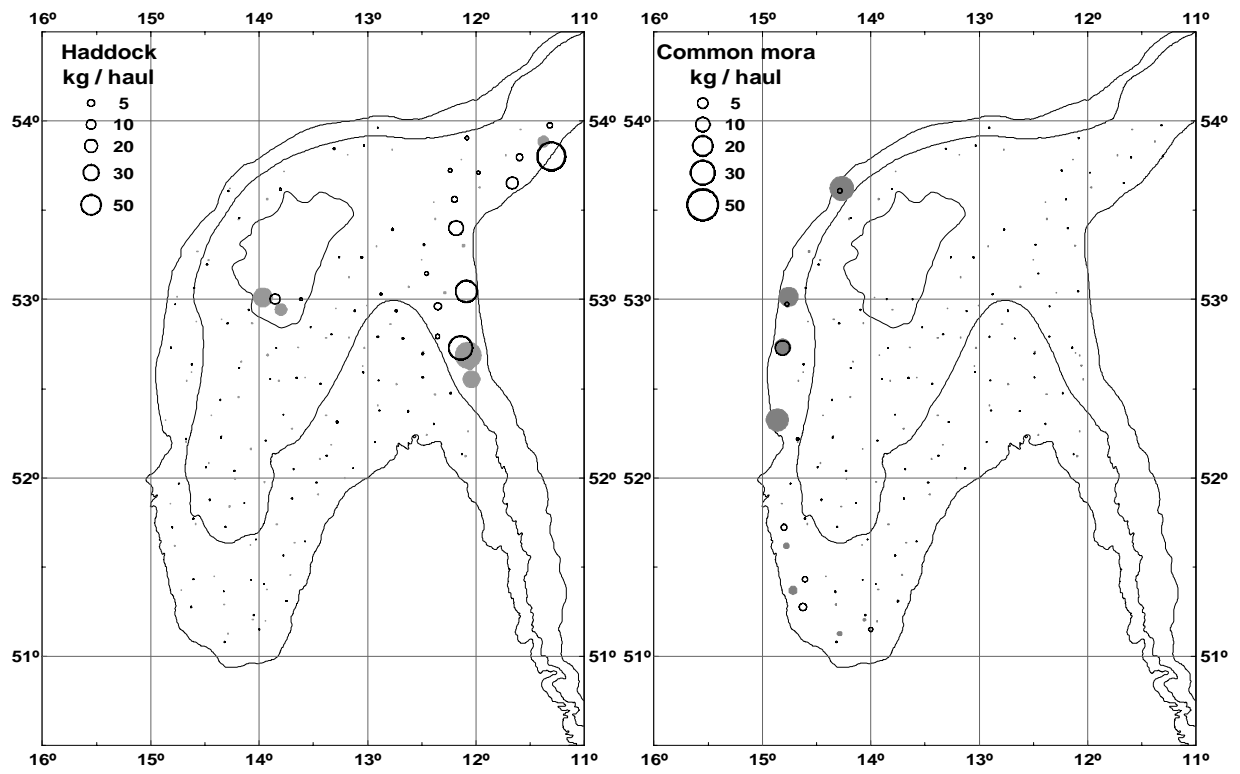 16º 15º 14º 13º 12º 11º 16º 15º 14º 13º 12º 11º
Haddock
kg / haul
5
10
20
30
50
Common mora
kg / haul
5
10
20
30
50
54º 54º 54º
53º 53º 53º
52º 52º 52º
51º 51º 51º
16º 15º 14º 13º 12º 11º 16º 15º 14º 13º 12º 11º